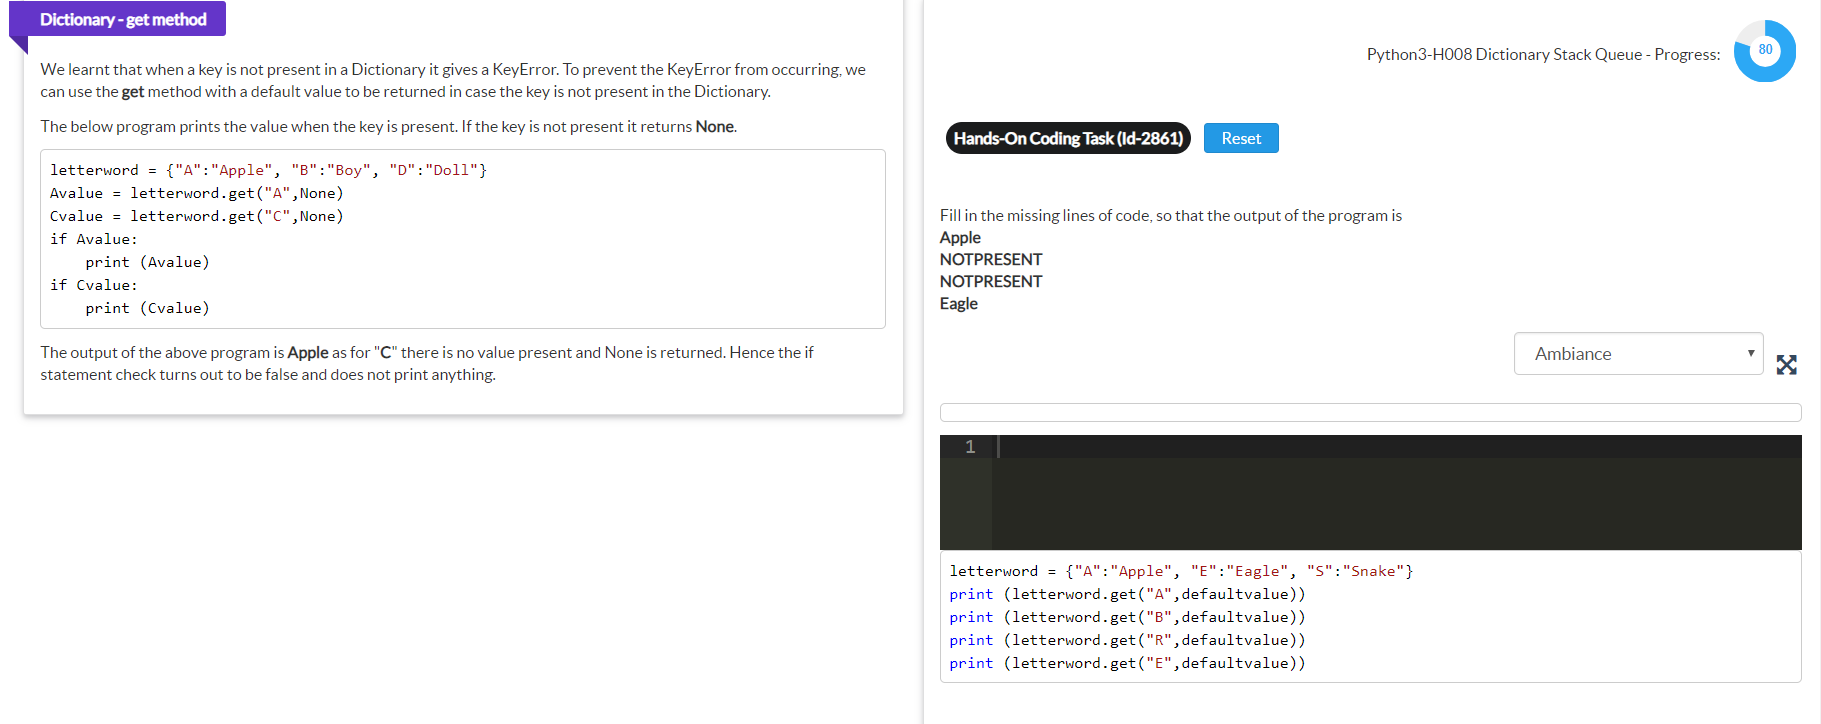 Dictionary - get method
We learnt that when a key is not present in a Dictionary it gives a KeyError. To prevent the KeyError from occurring, we
can use the get method with a default value to be returned in case the key is not present in the Dictionary.
The below program prints the value when the key is present. If the key is not present it returns None.
letterword = {"A":"Apple", "B":"Boy", "D":"Doll"}
Avalue = letterword.get("A",None)
Cvalue = letterword.get("C",None)
if Avalue:
    print (Avalue)
if Cvalue:
    print (Cvalue)
The output of the above program is Apple as for "C" there is no value present and None is returned. Hence the if
statement check turns out to be false and does not print anything.
Python3-H008 Dictionary Stack Queue - Progress:
80
Hands-On Coding Task (Id-2861)
Reset
Fill in the missing lines of code, so that the output of the program is
Apple
NOTPRESENT
NOTPRESENT
Eagle
Ambiance
1
letterword = {"A":"Apple", "E":"Eagle", "S":"Snake"}
print (letterword.get("A",defaultvalue))
print (letterword.get("B",defaultvalue))
print (letterword.get("R",defaultvalue))
print (letterword.get("E",defaultvalue))